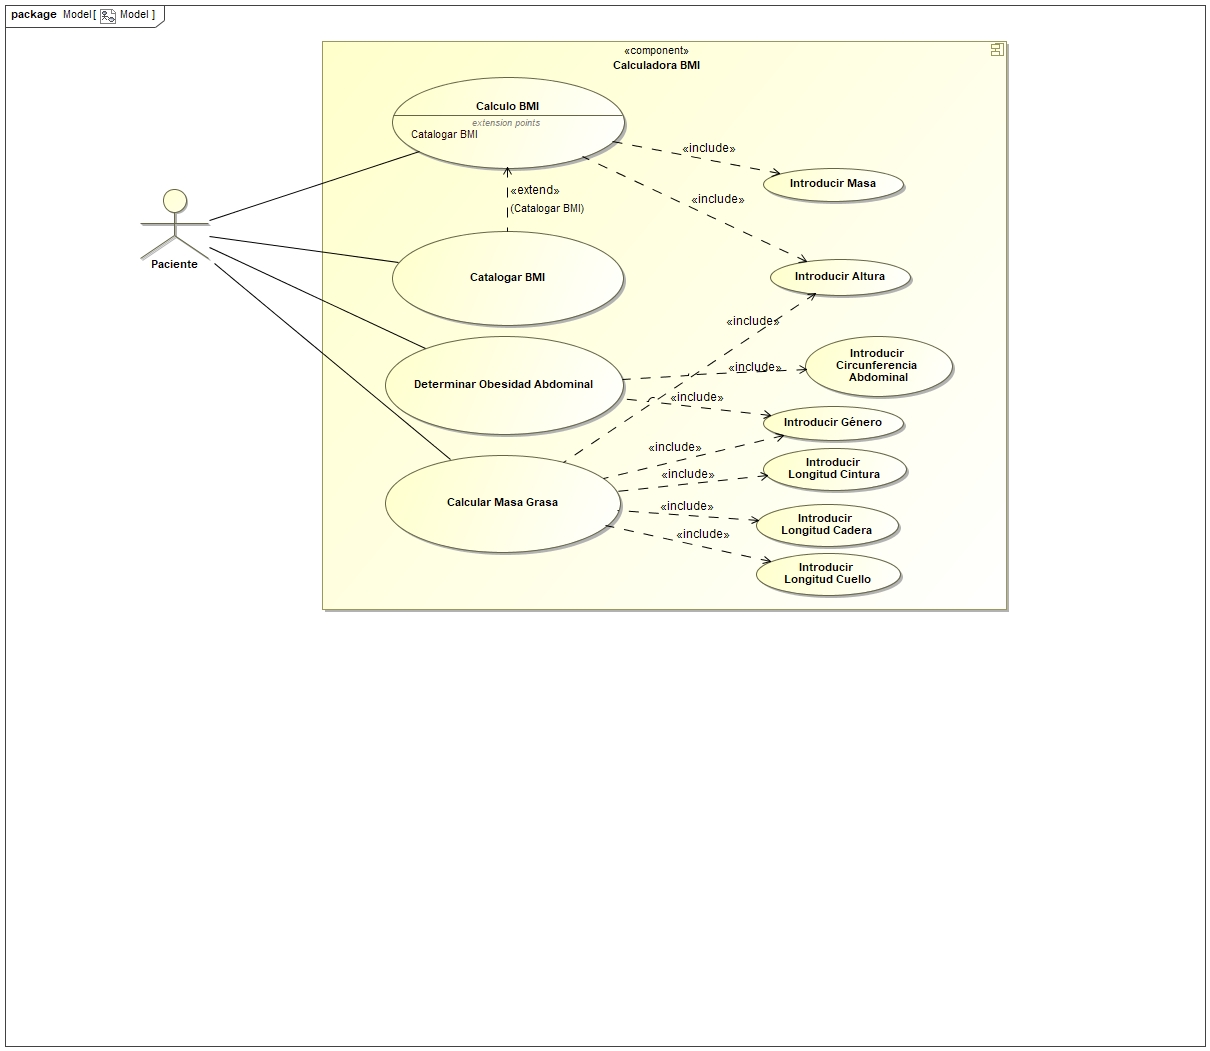 package Model [ Model ]
«component»
Calculadora BMI
Calculo BMI
extension points
Catalogar BMI
«include»
Introducir Masa
«extend»
(Catalogar BMI)
«include»
Paciente
Catalogar BMI
Introducir Altura
«include»
Determinar Obesidad Abdominal
«include»
Introducir
Circunferencia
Abdominal
«include»
Introducir Género
«include»
Introducir
Longitud Cintura
«include»
Calcular Masa Grasa
«include»
Introducir
Longitud Cadera
«include»
Introducir
Longitud Cuello